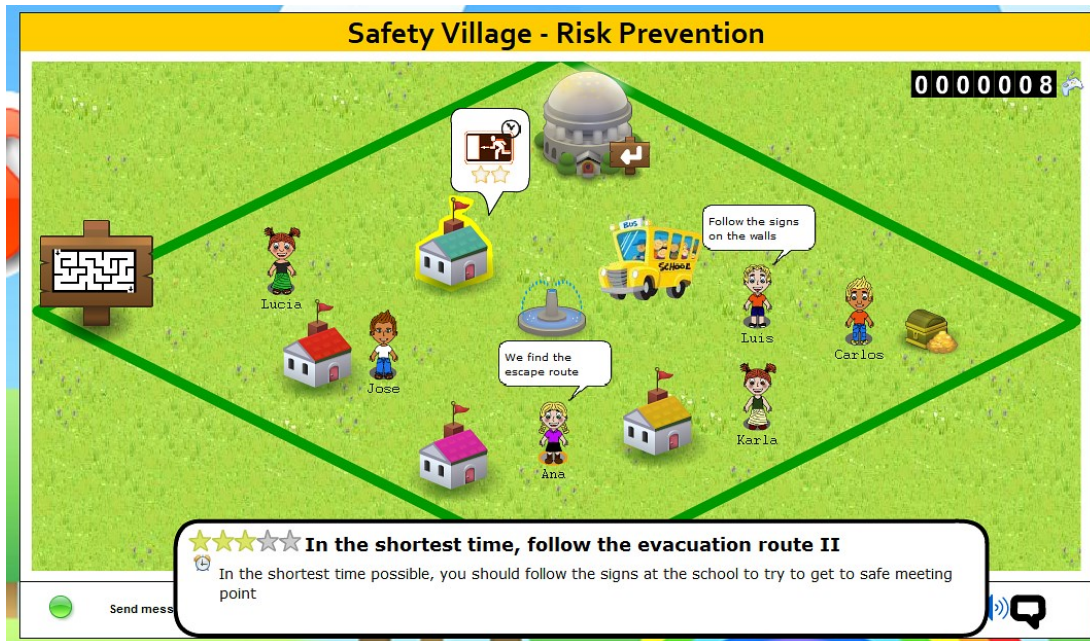 Safety Village - Risk Prevention
0000008
Follow the signs
on the walls
BUS
SCHOOL
Lucia
Luis
Carlos
We find the
escape route
Jose
Karla
Ana
In the shortest time, follow the evacuation route II
In the shortest time possible, you should follow the signs at the school to try to get to safe meeting
point
Send mess